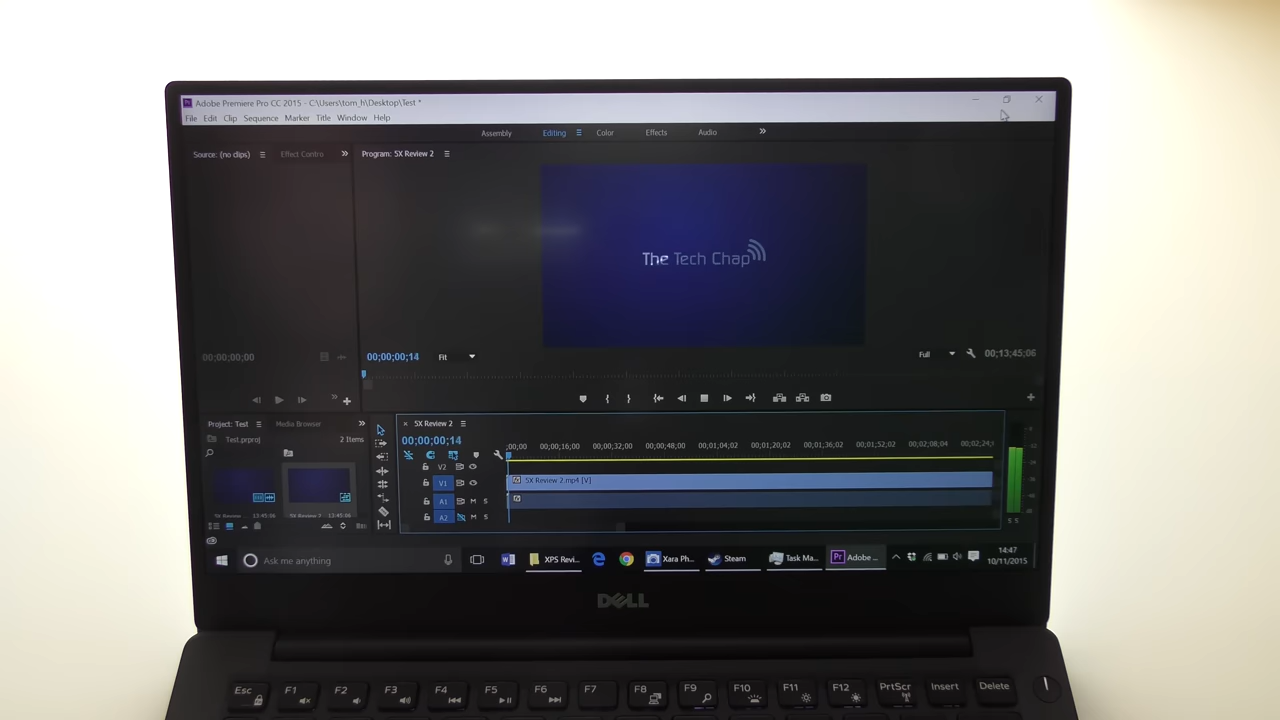 Adobe Premiere Pro CC 2015 - C:\Users\tom_h\Desktop\Test *
File Edit Clip Sequence Marker Title Window Help
Assembly Editing Color Effects Audio
Source: (no clips) Effect Contro Program: 5X Review 2
The Tech Chap
00;00;00;00 00;00;00;14 Fit Full 00;13;45;06
Project: Test Media Browser
5X Review 2
Test.prproj 2 Items
00;00;00;14
;00;00 00;00;16;00 00;00;32;00 00;00;48;00 00;01;04;02 00;01;20;02 00;01;36;02 00;01;52;02 00;02;08;04 00;02;24;
V2
V1 5X Review 2.mp4 [V]
A1 M S
A2 M S
S S
Ask me anything XPS Revi... Xara Ph... Steam Task Ma... Adobe ...
14:47
10/11/2015
DELL
Esc F1 F2 F3 F4 F5 F6 F7 F8 F9 F10 F11 F12 PrtScr Insert Delete